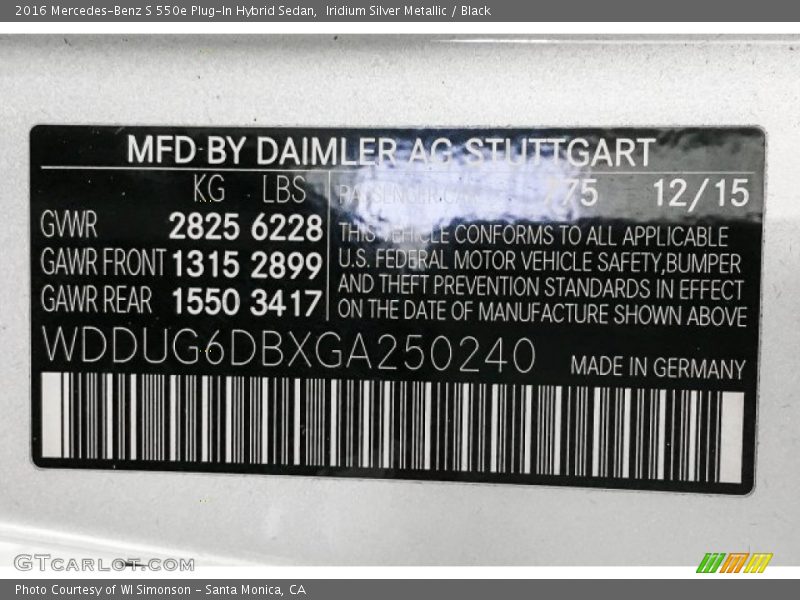 2016 Mercedes-Benz S 550e Plug-In Hybrid Sedan, Iridium Silver Metallic / Black
MFD BY DAIMLER AG STUTTGART
KG LBS PASSENGER CAR 775 12/15
GVWR 2825 6228
GAWR FRONT 1315 2899
GAWR REAR 1550 3417
THIS VEHICLE CONFORMS TO ALL APPLICABLE
U.S. FEDERAL MOTOR VEHICLE SAFETY,BUMPER
AND THEFT PREVENTION STANDARDS IN EFFECT
ON THE DATE OF MANUFACTURE SHOWN ABOVE
WDDUG6DBXGA250240 MADE IN GERMANY
GTCARLOT.COM
Photo Courtesy of WI Simonson - Santa Monica, CA